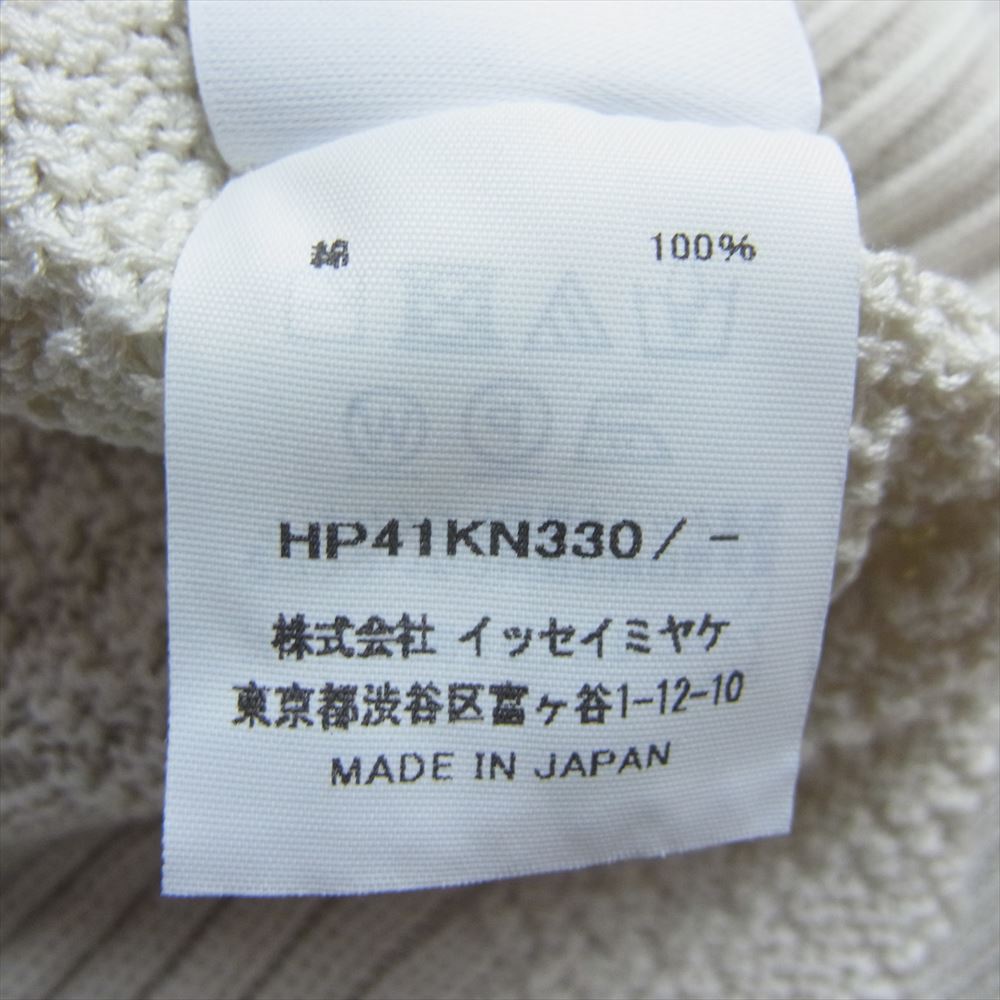 綿 100%
HP41KN330/ -
株式会社 イッセイミヤケ
東京都渋谷区富ヶ谷1-12-10
MADE IN JAPAN